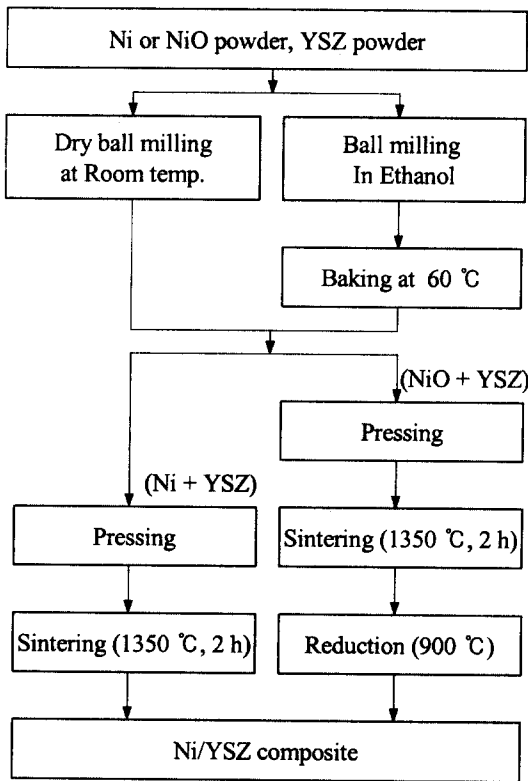 Ni or NiO powder, YSZ powder
Dry ball milling
at Room temp.
Ball milling
In Ethanol
Baking at 60 ℃
(NiO + YSZ)
Pressing
(Ni + YSZ)
Pressing
Sintering (1350 ℃, 2 h)
Sintering (1350 ℃, 2 h)
Reduction (900 ℃)
Ni/YSZ composite